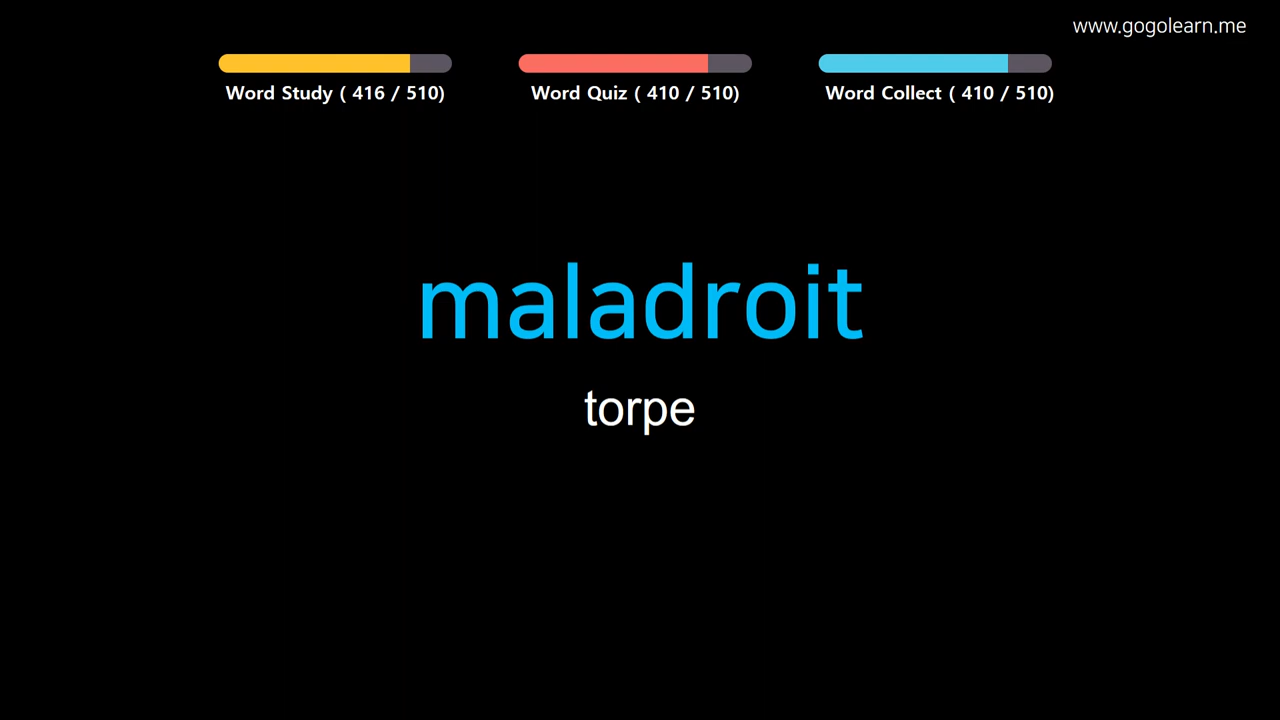 www.gogolearn.me
Word Study ( 416 / 510)
Word Quiz ( 410 / 510)
Word Collect ( 410 / 510)
maladroit
torpe